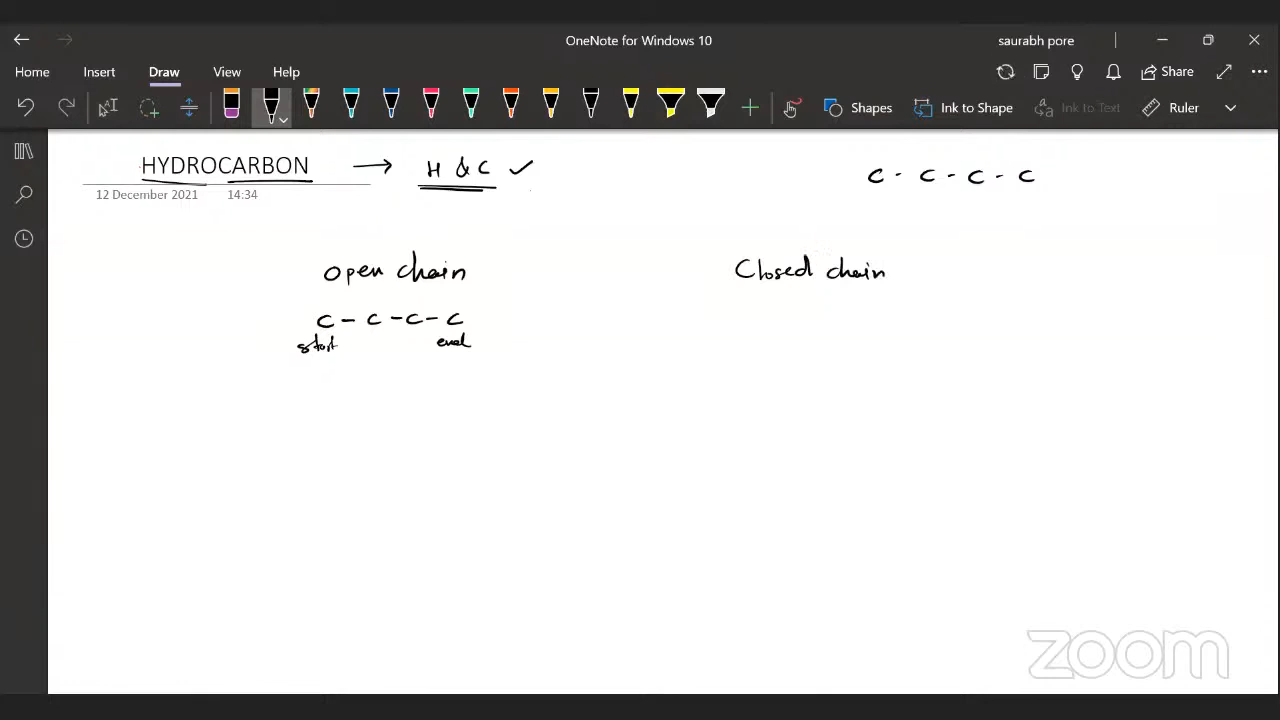 OneNote for Windows 10
saurabh pore
Home Insert Draw View Help
Share
Shapes Ink to Shape Ink to Text Ruler
HYDROCARBON → H & C ✓
C - C - C - C
12 December 2021 14:34
Open chain
Closed chain
C - C - C - C
start end
zoom